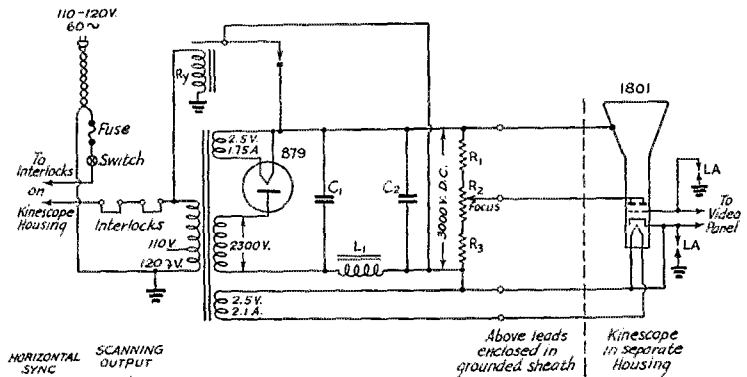 110-120V.
60~
Fuse
Switch
To
Interlocks
on
Kinescope
Housing
Interlocks
110V
120V.
Ry
2.5V.
1.75A
879
2300V.
C1
C2
L1
3000V. D.C.
R1
R2
Focus
R3
2.5V.
2.1A.
1801
LA
To
Video
Panel
LA
Above leads
enclosed in
grounded sheath
Kinescope
in separate
Housing
HORIZONTAL
SYNC
SCANNING
OUTPUT